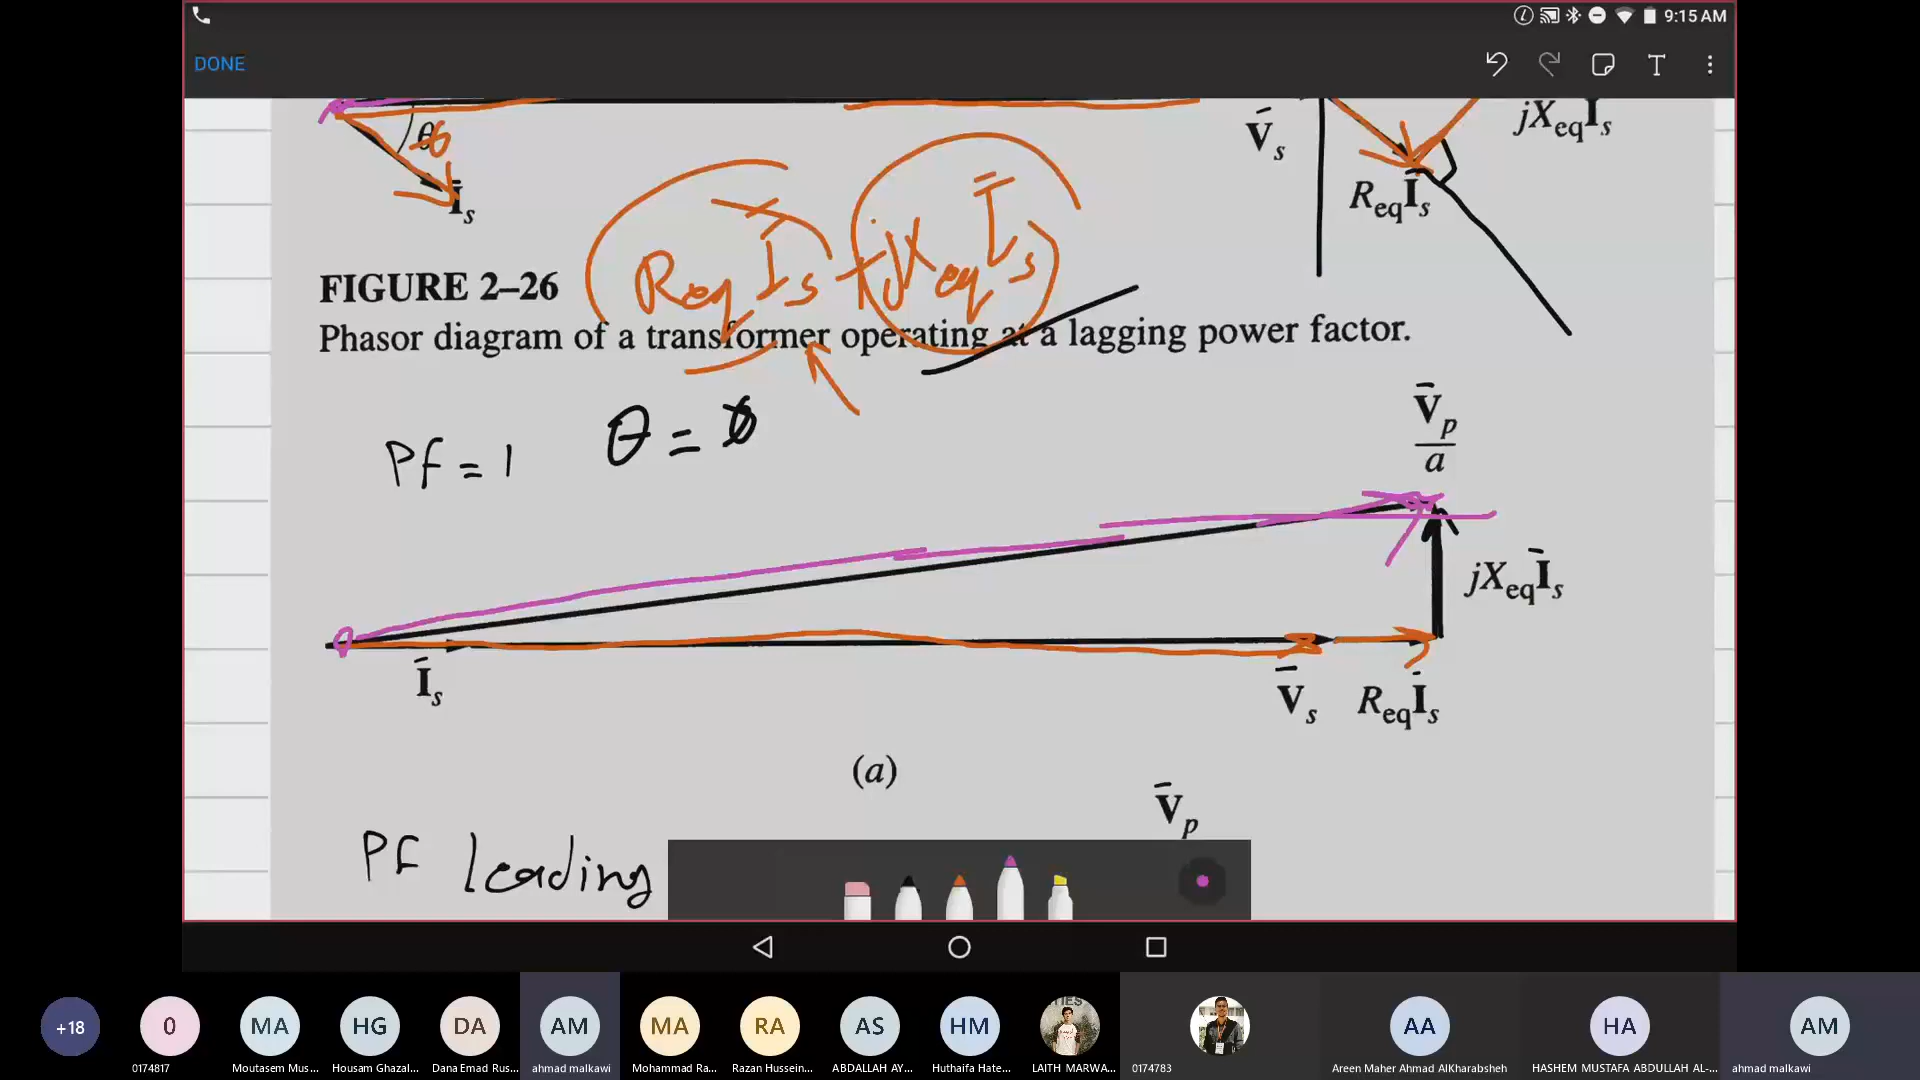 9:15 AM
DONE
θ
V̄s
jXeqĪs
Īs
ReqĪs
Req Īs + jXeq Īs
FIGURE 2–26
Phasor diagram of a transformer operating at a lagging power factor.
Pf = 1 θ = 0
V̄p
a
jXeqĪs
Īs
V̄s ReqĪs
(a)
V̄p
Pf leading
+18 0 MA HG DA AM MA RA AS HM AA HA AM
0174817 Moutasem Mus... Housam Ghazal... Dana Emad Rus... ahmad malkawi Mohammad Ra... Razan Hussein... ABDALLAH AY... Huthaifa Hate... LAITH MARWA... 0174783 Areen Maher Ahmad AlKharabsheh HASHEM MUSTAFA ABDULLAH AL-... ahmad malkawi